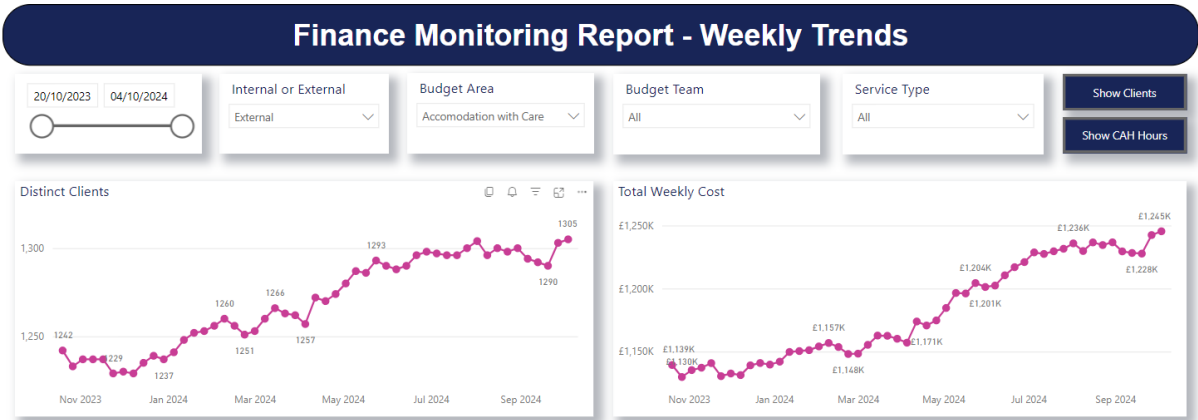 Finance Monitoring Report - Weekly Trends
20/10/2023 04/10/2024
Internal or External
External
Budget Area
Accomodation with Care
Budget Team
All
Service Type
All
Show Clients
Show CAH Hours
Distinct Clients
1,300
1,250
1242
1229
1237
1260
1251
1266
1257
1293
1290
1305
Nov 2023 Jan 2024 Mar 2024 May 2024 Jul 2024 Sep 2024
Total Weekly Cost
£1,250K
£1,200K
£1,150K
£1,139K
£1,130K
£1,157K
£1,148K
£1,171K
£1,204K
£1,201K
£1,236K
£1,228K
£1,245K
Nov 2023 Jan 2024 Mar 2024 May 2024 Jul 2024 Sep 2024